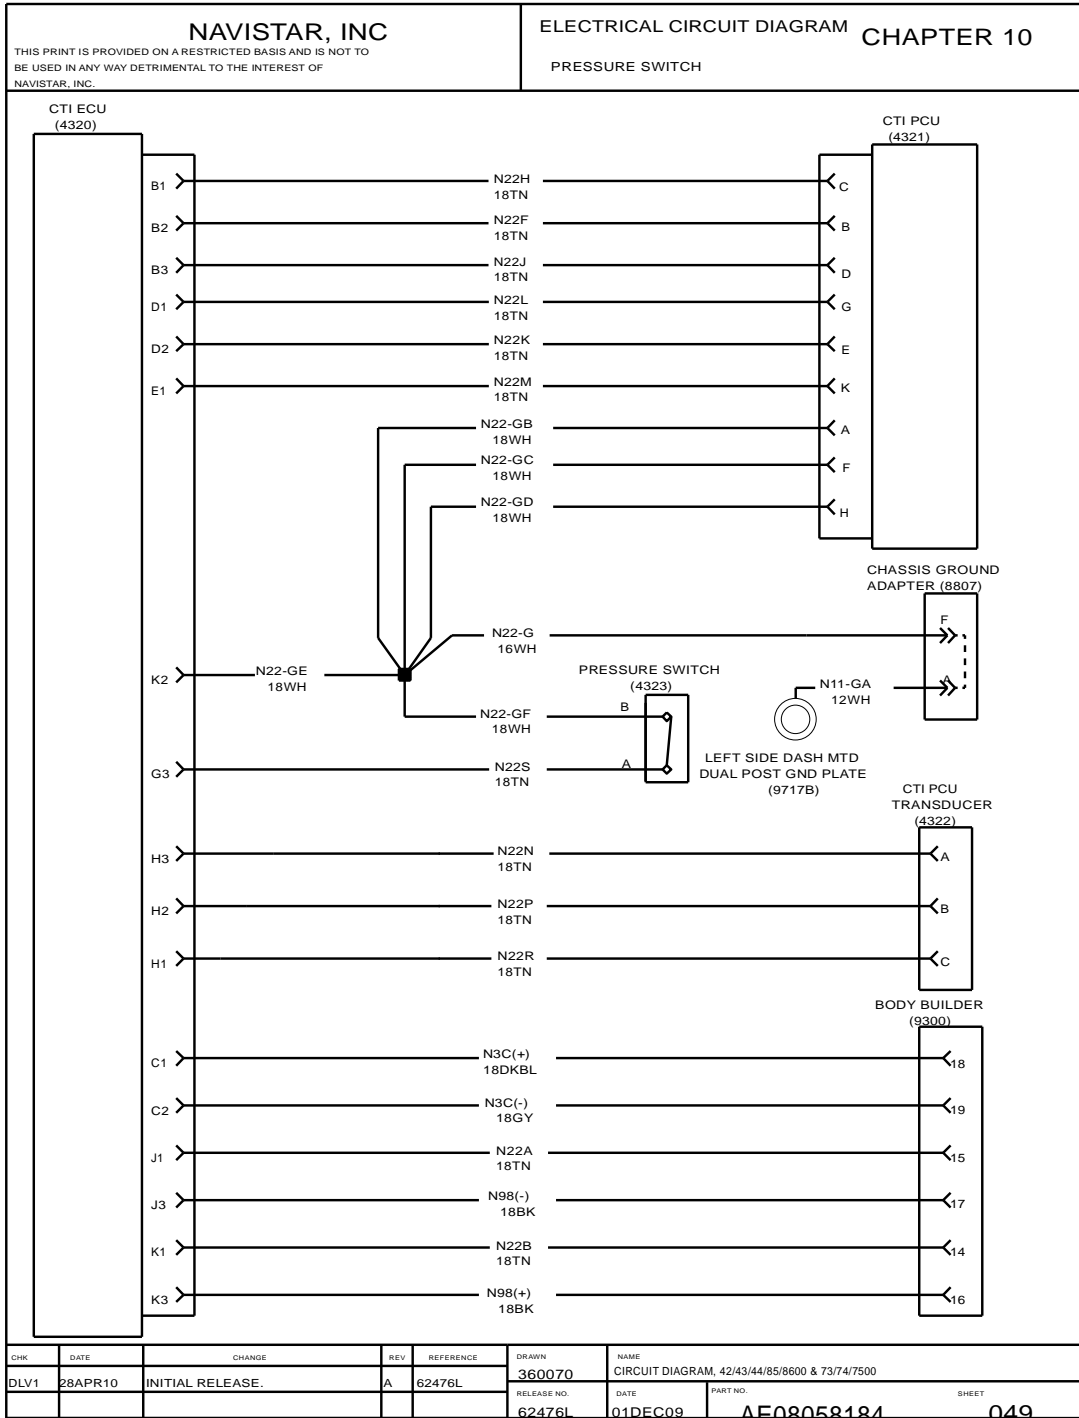 NAVISTAR, INC
THIS PRINT IS PROVIDED ON A RESTRICTED BASIS AND IS NOT TO
BE USED IN ANY WAY DETRIMENTAL TO THE INTEREST OF
NAVISTAR, INC.
ELECTRICAL CIRCUIT DIAGRAM
CHAPTER 10
PRESSURE SWITCH
CTI ECU
(4320)
CTI PCU
(4321)
B1
N22H
18TN
C
B2
N22F
18TN
B
B3
N22J
18TN
D
D1
N22L
18TN
G
D2
N22K
18TN
E
E1
N22M
18TN
K
N22-GB
18WH
A
N22-GC
18WH
F
N22-GD
18WH
H
CHASSIS GROUND
ADAPTER (8807)
F
N22-G
16WH
K2
N22-GE
18WH
PRESSURE SWITCH
(4323)
N11-GA
12WH
A
N22-GF
18WH
B
G3
N22S
18TN
A
LEFT SIDE DASH MTD
DUAL POST GND PLATE
(9717B)
CTI PCU
TRANSDUCER
(4322)
H3
N22N
18TN
A
H2
N22P
18TN
B
H1
N22R
18TN
C
BODY BUILDER
(9300)
C1
N3C(+)
18DKBL
18
C2
N3C(-)
18GY
19
J1
N22A
18TN
15
J3
N98(-)
18BK
17
K1
N22B
18TN
14
K3
N98(+)
18BK
16
CHK DATE CHANGE REV REFERENCE
DLV1 28APR10 INITIAL RELEASE. A 62476L
DRAWN
360070
NAME
CIRCUIT DIAGRAM, 42/43/44/85/8600 & 73/74/7500
RELEASE NO.
62476L
DATE
01DEC09
PART NO.
AE08058184
SHEET
049